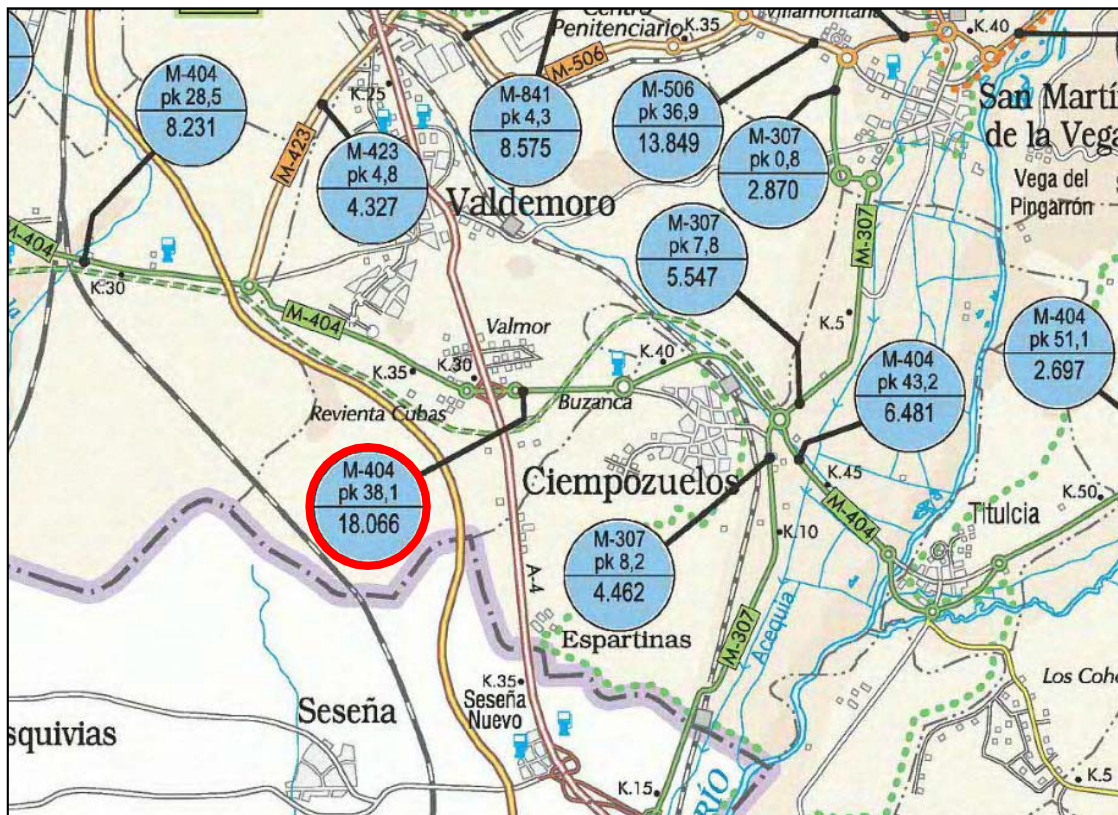 Centro
Penitenciario
K.35
K.40
M-506
M-404
pk 28,5
8.231
K.25
M-423
M-423
pk 4,8
4.327
M-841
pk 4,3
8.575
M-506
pk 36,9
13.849
M-307
pk 0,8
2.870
San Martí
de la Vega
Vega del
Pingarrón
Valdemoro
M-307
pk 7,8
5.547
M-307
M-404
K.30
M-404
Valmor
K.5
M-404
pk 51,1
2.697
K.35
K.30
K.40
M-404
pk 43,2
6.481
Revienta Cubas
Buzanca
M-404
pk 38,1
18.066
Ciempozuelos
K.45
M-404
K.50
Titulcia
K.10
M-307
pk 8,2
4.462
A-4
Espartinas
M-307
Acequia
K.35
Seseña
Nuevo
Seseña
squivias
Los Cohe
K.15
RÍO
K.5